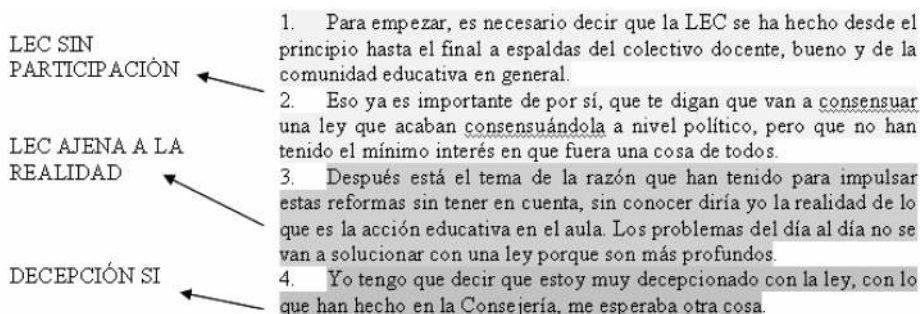 LEC SIN
PARTICIPACIÓN
LEC AJENA A LA
REALIDAD
DECEPCIÓN SI
1. Para empezar, es necesario decir que la LEC se ha hecho desde el
principio hasta el final a espaldas del colectivo docente, bueno y de la
comunidad educativa en general.
2. Eso ya es importante de por sí, que te digan que van a consensuar
una ley que acaban consensuándola a nivel político, pero que no han
tenido el mínimo interés en que fuera una cosa de todos.
3. Después está el tema de la razón que han tenido para impulsar
estas reformas sin tener en cuenta, sin conocer diría yo la realidad de lo
que es la acción educativa en el aula. Los problemas del día al día no se
van a solucionar con una ley porque son más profundos.
4. Yo tengo que decir que estoy muy decepcionado con la ley, con lo
que han hecho en la Consejería, me esperaba otra cosa.